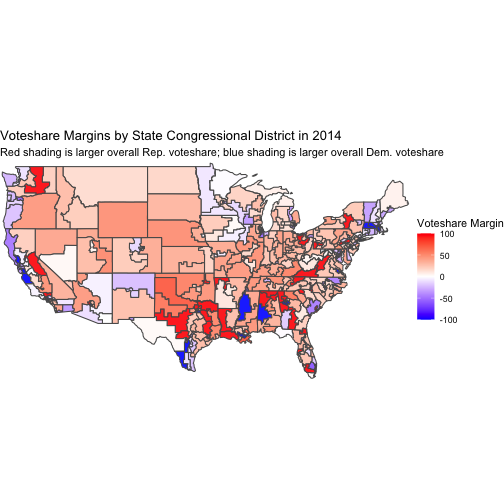 Voteshare Margins by State Congressional District in 2014
Red shading is larger overall Rep. voteshare; blue shading is larger overall Dem. voteshare
Voteshare Margin
100
50
0
-50
-100